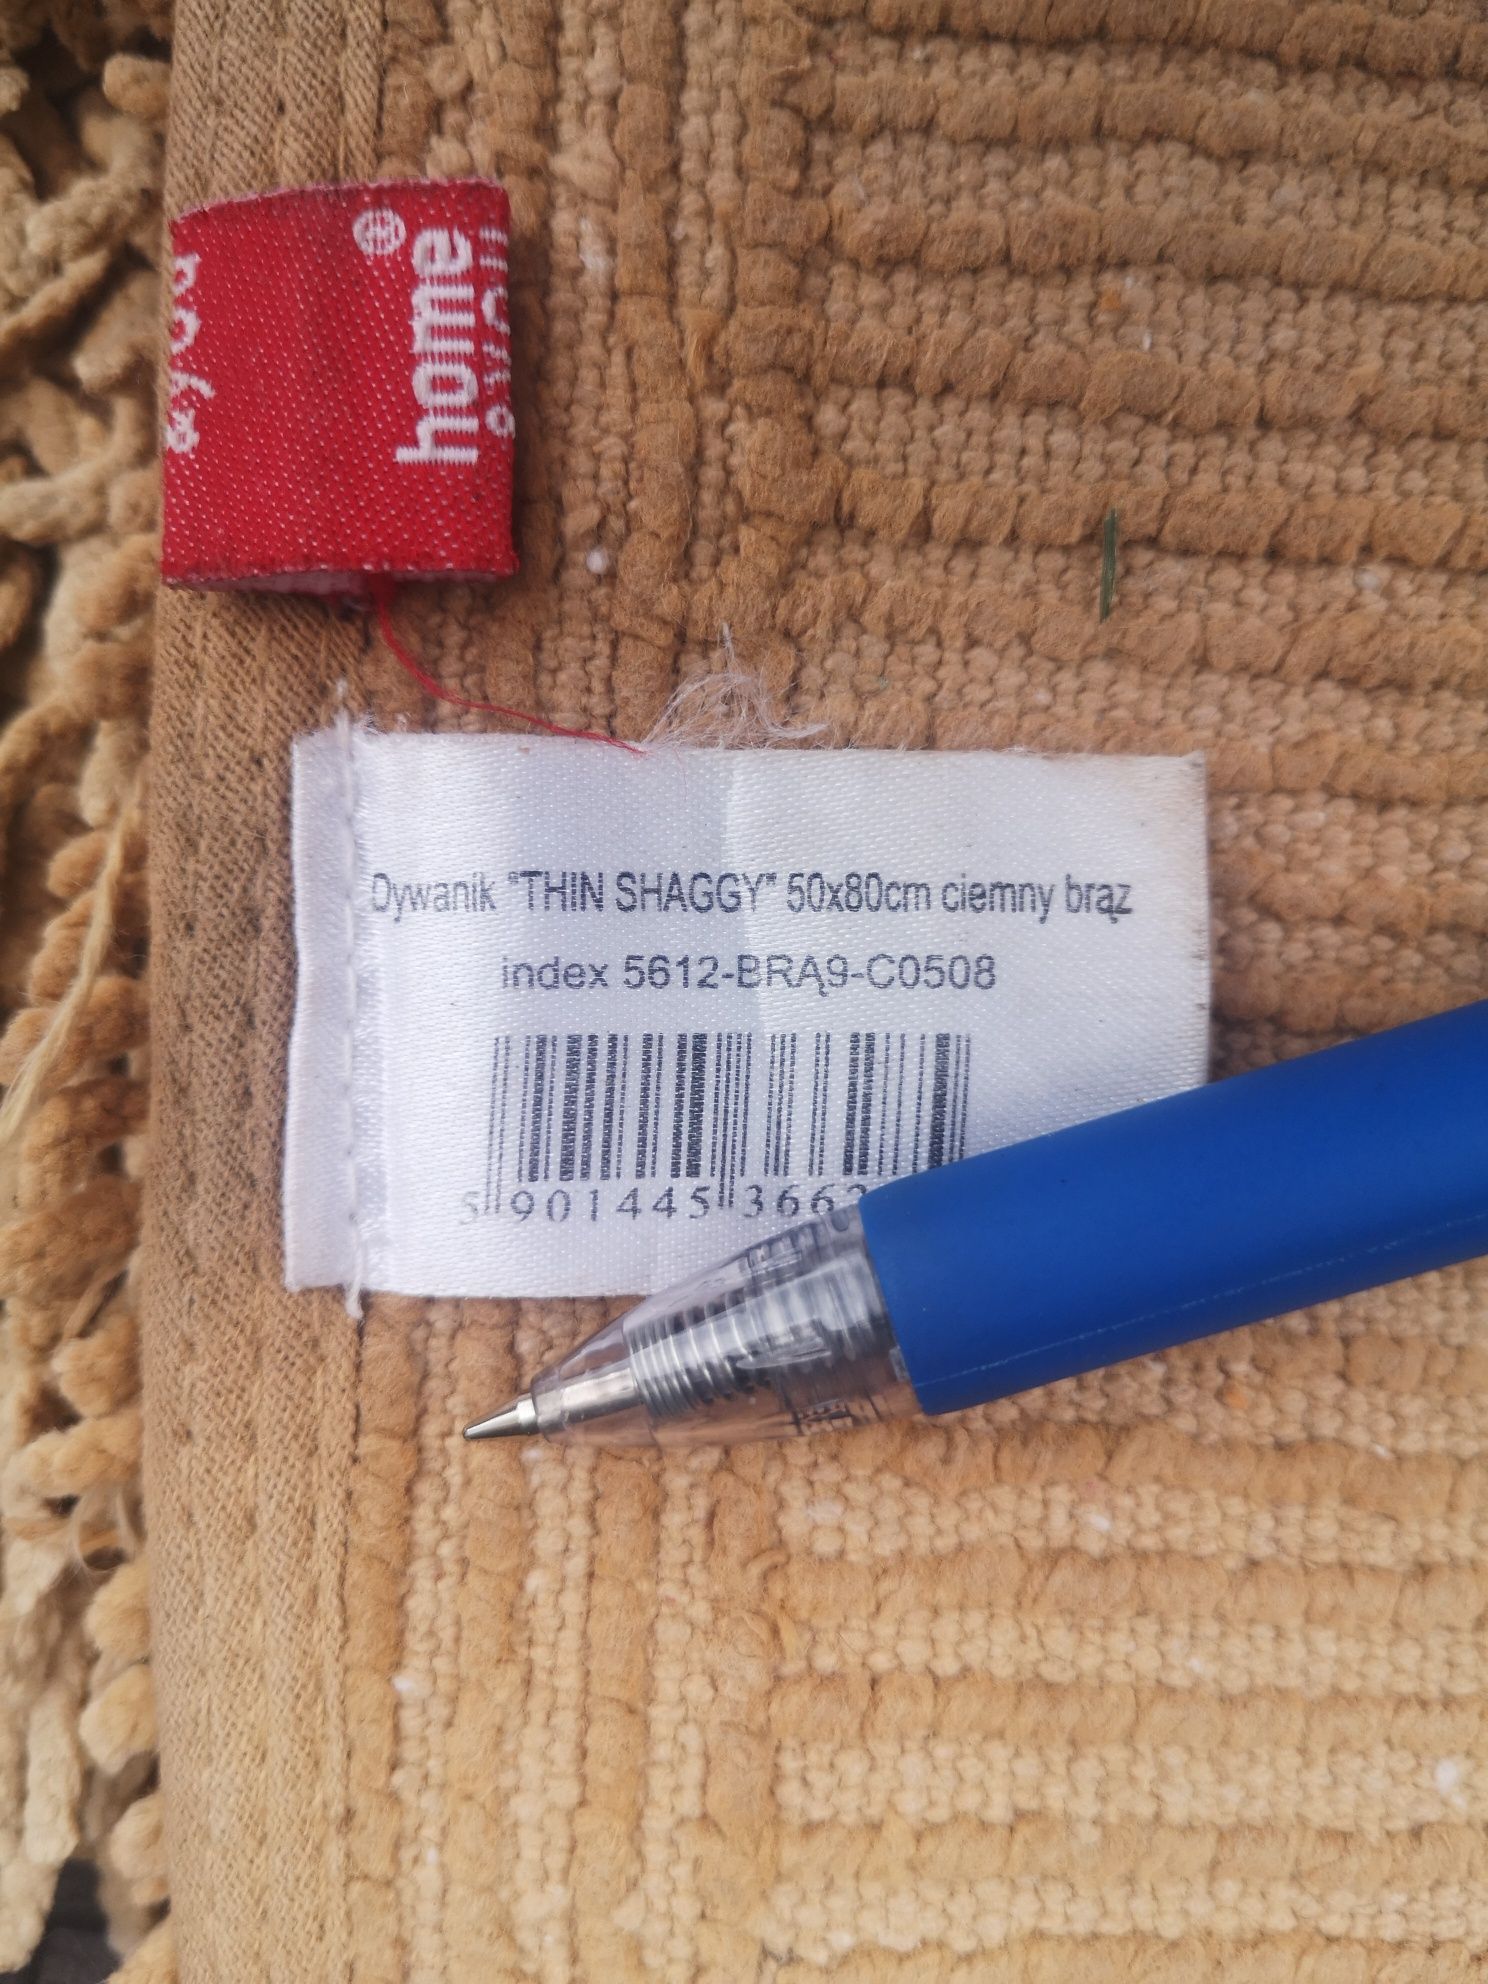 home
®
Dywanik "THIN SHAGGY" 50x80cm ciemny brąz
index 5612-BRĄ9-C0508
5 901445 366